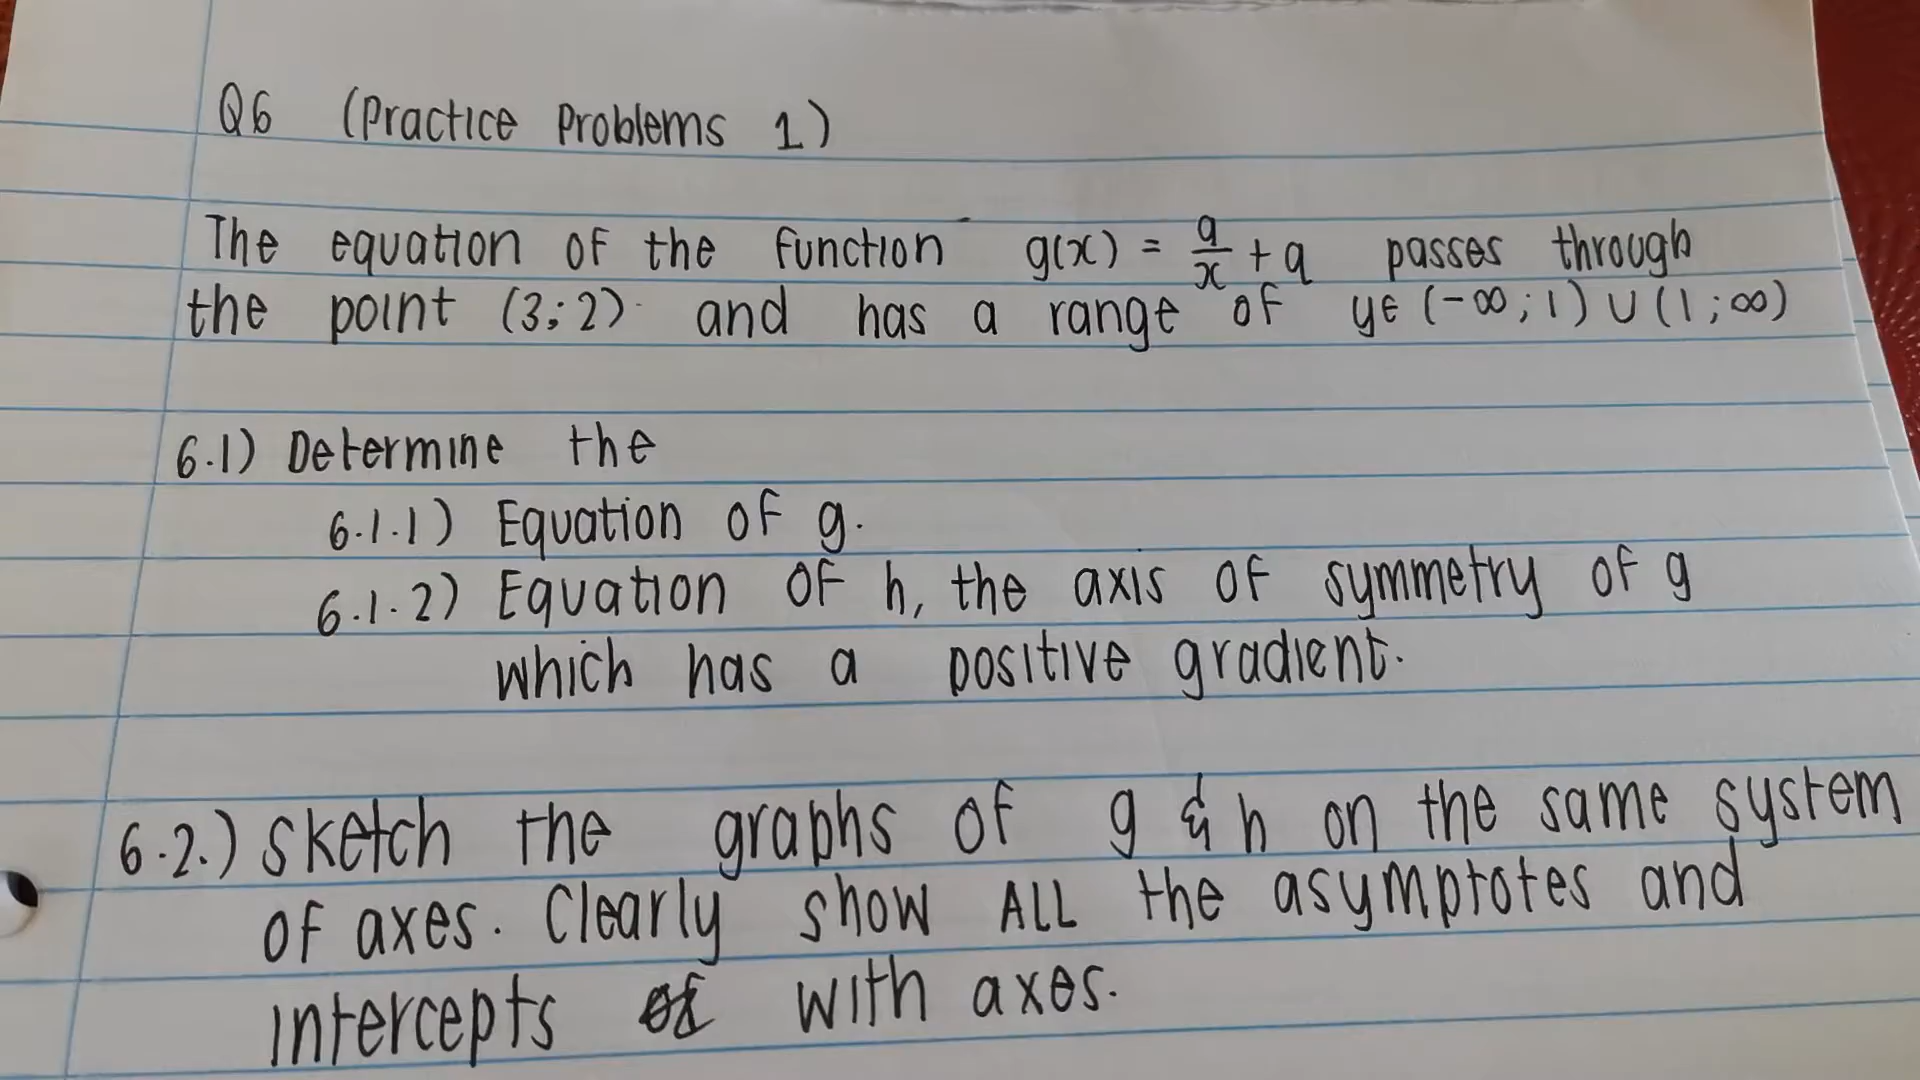 Q6 (Practice Problems 1)
The equation of the function g(x) = a/x + q passes through
the point (3;2) and has a range of y∈ (-∞;1) ∪ (1;∞)
6.1) Determine the
6.1.1) Equation of g.
6.1.2) Equation of h, the axis of symmetry of g
which has a positive gradient.
6.2.) Sketch the graphs of g & h on the same system
of axes. Clearly show ALL the asymptotes and
intercepts with axes.